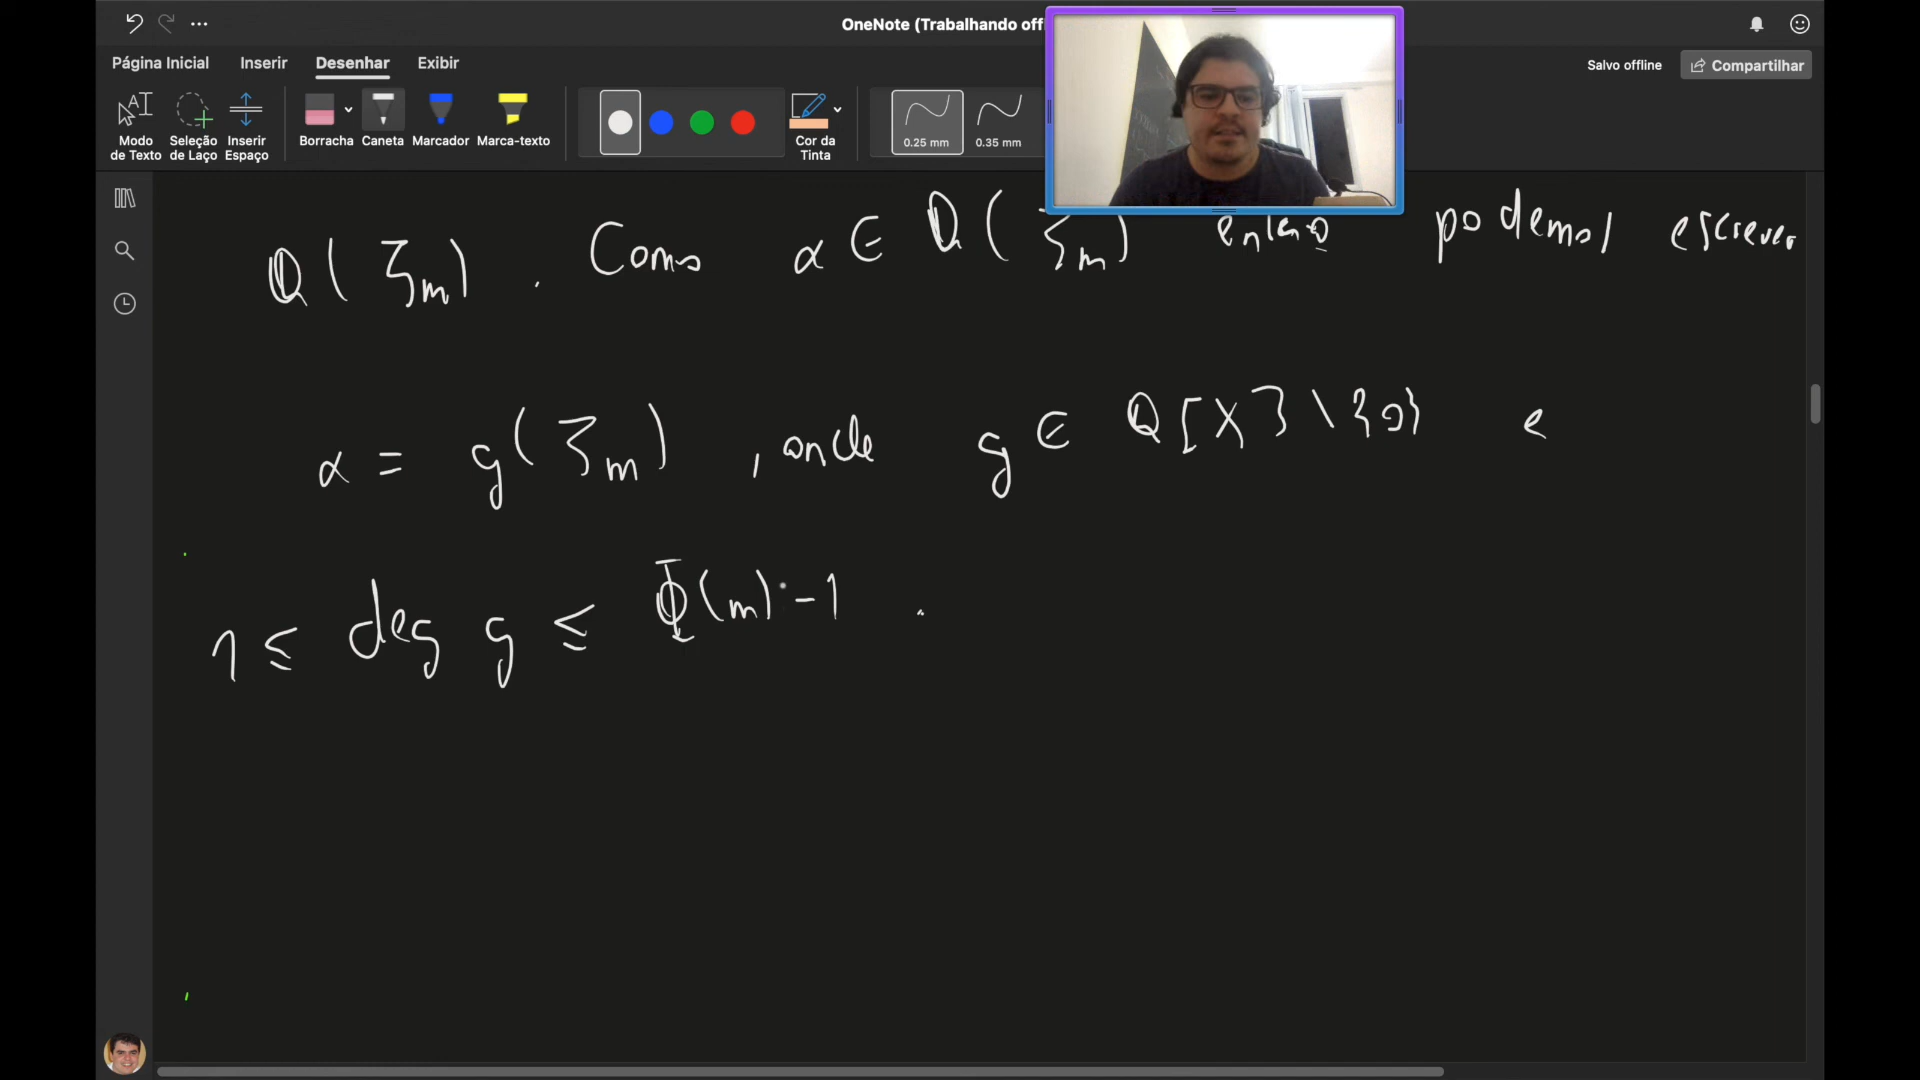 OneNote (Trabalhando offl
Página Inicial Inserir Desenhar Exibir
Salvo offline Compartilhar
Modo de Texto Seleção de Laço Inserir Espaço Borracha Caneta Marcador Marca-texto Cor da Tinta 0.25 mm 0.35 mm
ℚ(ζₘ). Como α ∈ ℚ(ζₘ) então podemos escrever
α = g(ζₘ), onde g ∈ ℚ[X] \ {0} e
1 ≤ deg g ≤ Φ(m) - 1.